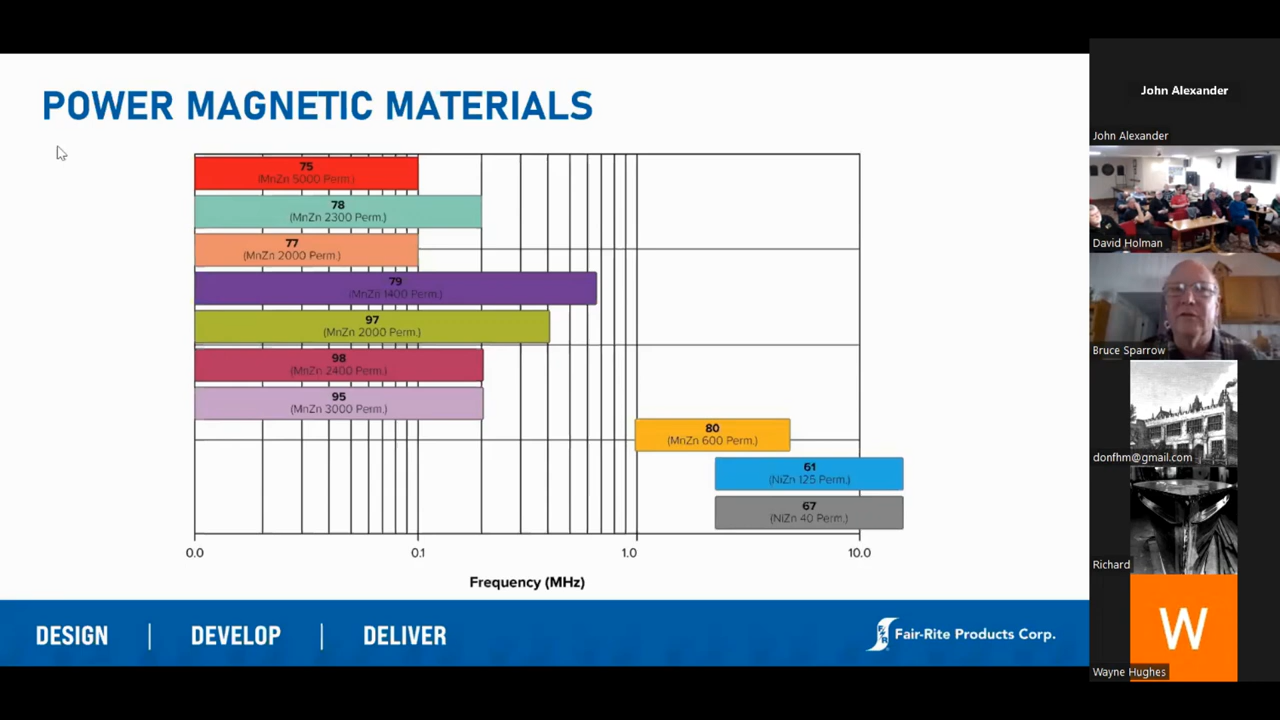 POWER MAGNETIC MATERIALS
75
(MnZn 5000 Perm.)
78
(MnZn 2300 Perm.)
77
(MnZn 2000 Perm.)
79
(MnZn 1400 Perm.)
97
(MnZn 2000 Perm.)
98
(MnZn 2400 Perm.)
95
(MnZn 3000 Perm.)
80
(MnZn 600 Perm.)
61
(NiZn 125 Perm.)
67
(NiZn 40 Perm.)
0.0 0.1 1.0 10.0
Frequency (MHz)
DESIGN | DEVELOP | DELIVER
Fair-Rite Products Corp.
John Alexander
John Alexander
David Holman
Bruce Sparrow
donfhm@gmail.com
Richard
W
Wayne Hughes